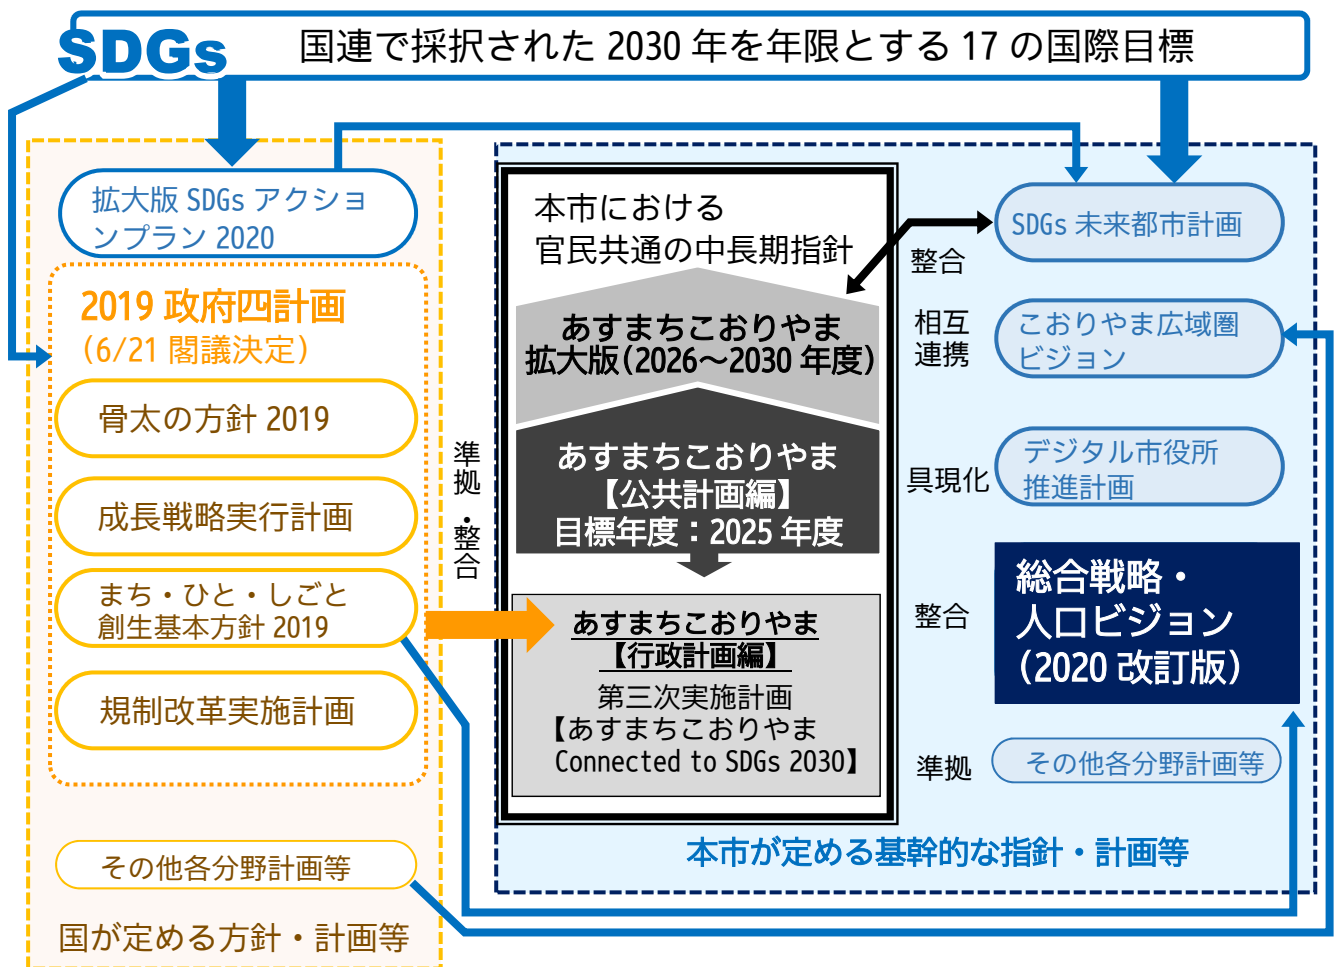 SDGs 国連で採択された 2030 年を年限とする 17 の国際目標
拡大版 SDGs アクショ
ンプラン 2020
2019 政府四計画
（6/21 閣議決定）
骨太の方針 2019
成長戦略実行計画
まち・ひと・しごと
創生基本方針 2019
規制改革実施計画
その他各分野計画等
国が定める方針・計画等
準拠・整合
本市における
官民共通の中長期指針
あすまちこおりやま
拡大版（2026～2030 年度）
あすまちこおりやま
【公共計画編】
目標年度：2025 年度
あすまちこおりやま
【行政計画編】
第三次実施計画
【あすまちこおりやま
Connected to SDGs 2030】
整合
相互
連携
具現化
整合
準拠
SDGs 未来都市計画
こおりやま広域圏
ビジョン
デジタル市役所
推進計画
総合戦略・
人口ビジョン
（2020 改訂版）
その他各分野計画等
本市が定める基幹的な指針・計画等